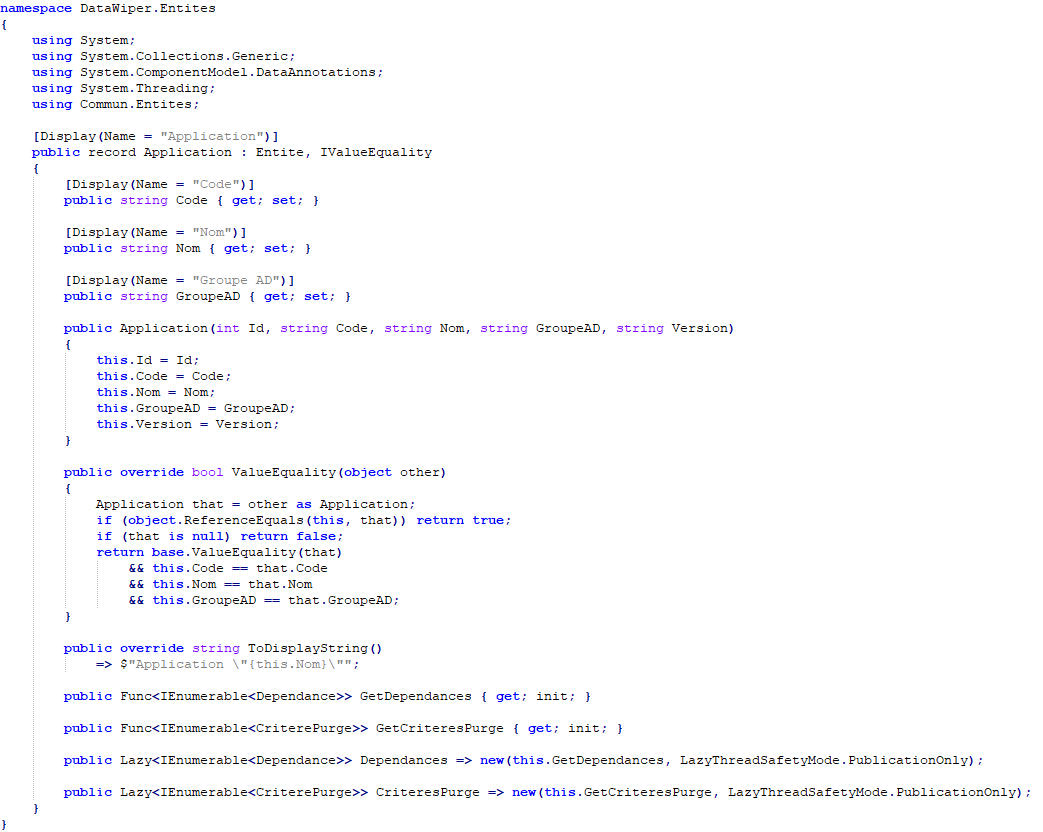 namespace DataWiper.Entites
{
    using System;
    using System.Collections.Generic;
    using System.ComponentModel.DataAnnotations;
    using System.Threading;
    using Commun.Entites;

    [Display(Name = "Application")]
    public record Application : Entite, IValueEquality
    {
        [Display(Name = "Code")]
        public string Code { get; set; }

        [Display(Name = "Nom")]
        public string Nom { get; set; }

        [Display(Name = "Groupe AD")]
        public string GroupeAD { get; set; }

        public Application(int Id, string Code, string Nom, string GroupeAD, string Version)
        {
            this.Id = Id;
            this.Code = Code;
            this.Nom = Nom;
            this.GroupeAD = GroupeAD;
            this.Version = Version;
        }

        public override bool ValueEquality(object other)
        {
            Application that = other as Application;
            if (object.ReferenceEquals(this, that)) return true;
            if (that is null) return false;
            return base.ValueEquality(that)
                && this.Code == that.Code
                && this.Nom == that.Nom
                && this.GroupeAD == that.GroupeAD;
        }

        public override string ToDisplayString()
            => $"Application \"{this.Nom}\"";

        public Func<IEnumerable<Dependance>> GetDependances { get; init; }

        public Func<IEnumerable<CriterePurge>> GetCriteresPurge { get; init; }

        public Lazy<IEnumerable<Dependance>> Dependances => new(this.GetDependances, LazyThreadSafetyMode.PublicationOnly);

        public Lazy<IEnumerable<CriterePurge>> CriteresPurge => new(this.GetCriteresPurge, LazyThreadSafetyMode.PublicationOnly);
    }
}